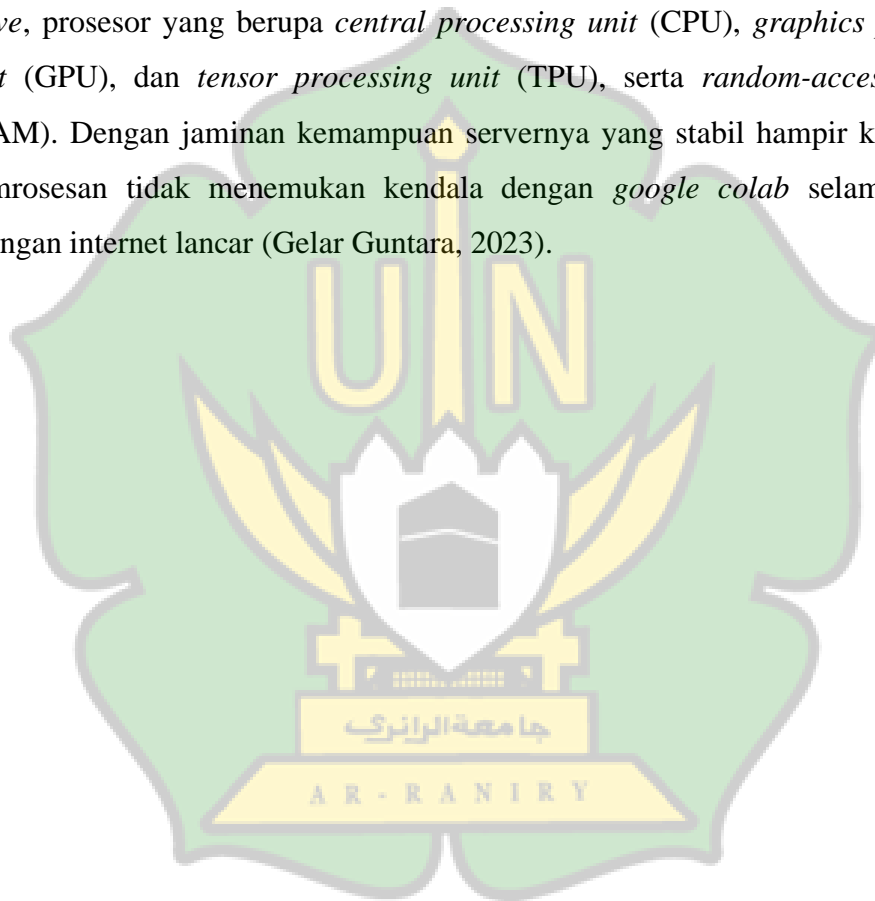 ve, prosesor yang berupa central processing unit (CPU), graphics
t (GPU), dan tensor processing unit (TPU), serta random-acces
AM). Dengan jaminan kemampuan servernya yang stabil hampir k
mrosesan tidak menemukan kendala dengan google colab selam
ngan internet lancar (Gelar Guntara, 2023).
UIN
جامعة الرانري
AR-RANIRY